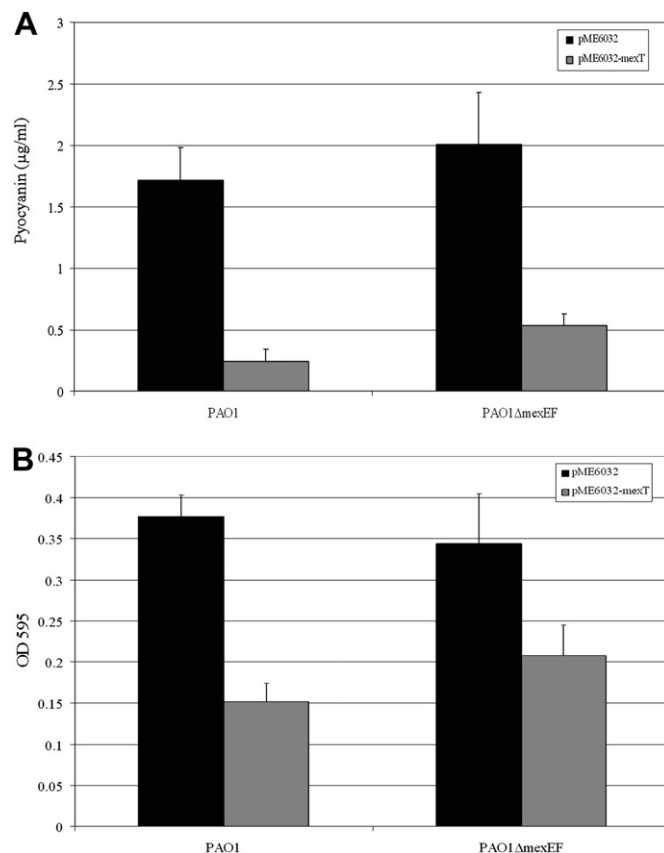 A
pME6032
pME6032-mexT
3
2.5
2
1.5
1
0.5
0
Pyocyanin (µg/ml)
PAO1
PAO1ΔmexEF
B
pME6032
pME6032-mexT
0.45
0.4
0.35
0.3
0.25
0.2
0.15
0.1
0.05
0
OD 595
PAO1
PAO1ΔmexEF